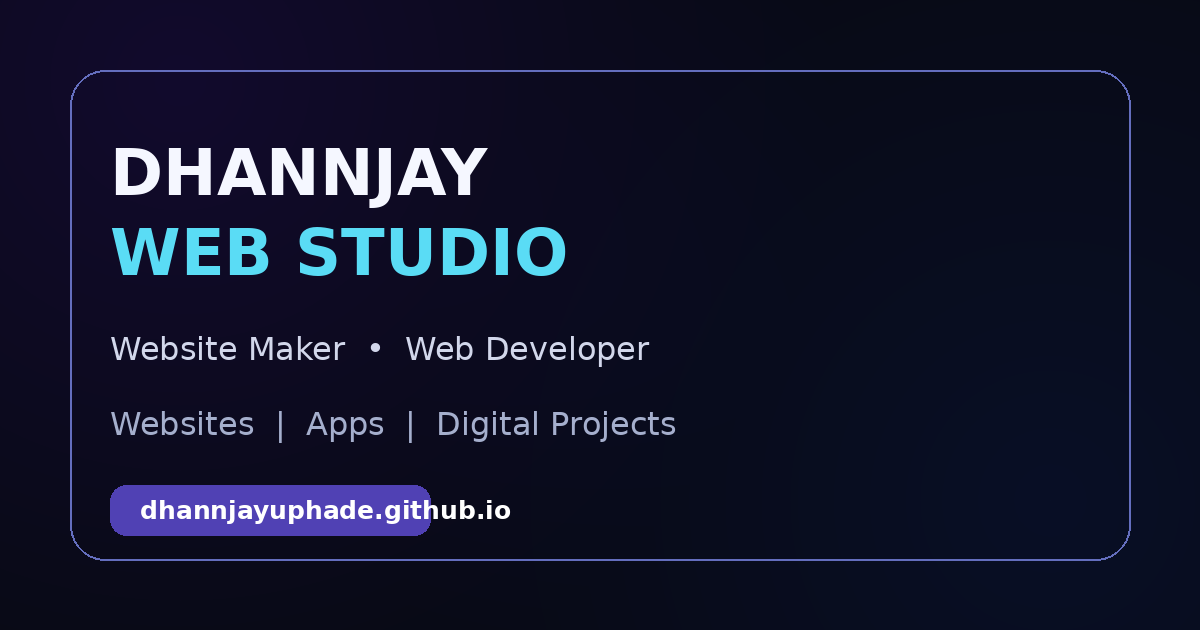 DHANNJAY
WEB STUDIO
Website Maker • Web Developer
Websites | Apps | Digital Projects
dhannjayuphade.github.io